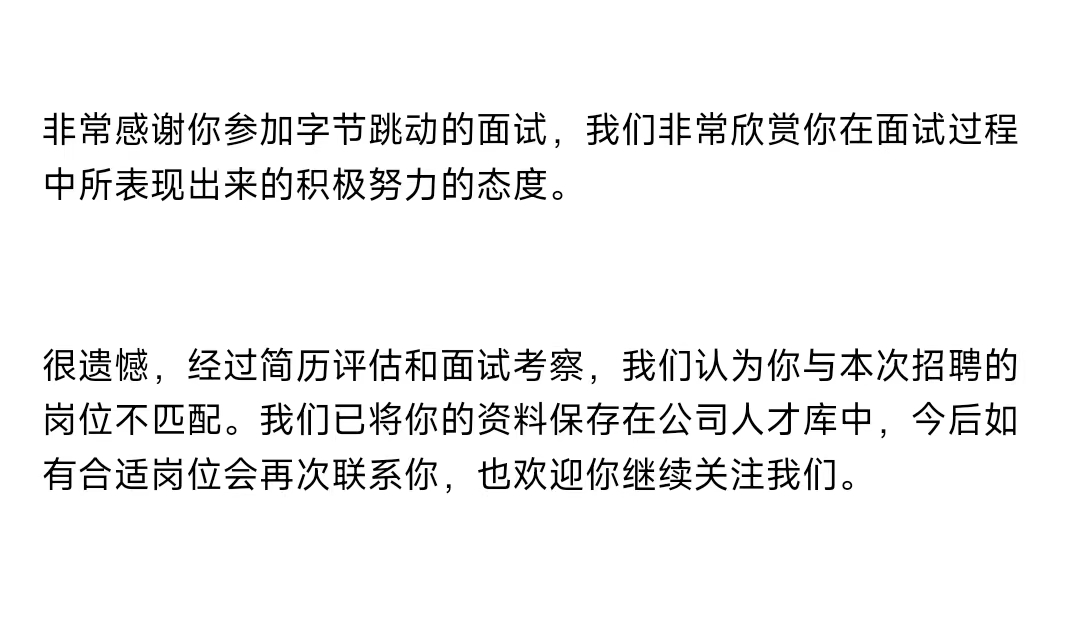 非常感谢你参加字节跳动的面试，我们非常欣赏你在面试过程
中所表现出来的积极努力的态度。
很遗憾，经过简历评估和面试考察，我们认为你与本次招聘的
岗位不匹配。我们已将你的资料保存在公司人才库中，今后如
有合适岗位会再次联系你，也欢迎你继续关注我们。